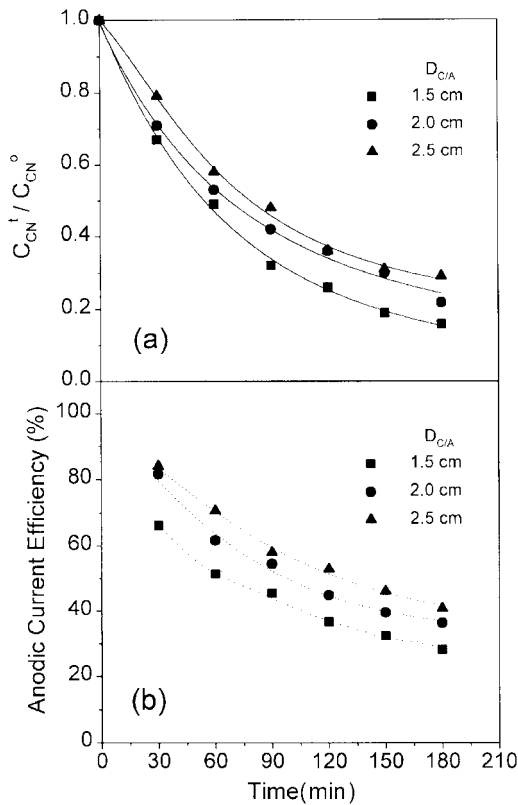 1.0
0.8
0.6
0.4
0.2
0.0
C_CN^t / C_CN^o
D_C/A
1.5 cm
2.0 cm
2.5 cm
(a)
100
80
60
40
20
0
Anodic Current Efficiency (%)
D_C/A
1.5 cm
2.0 cm
2.5 cm
(b)
0 30 60 90 120 150 180 210
Time(min)